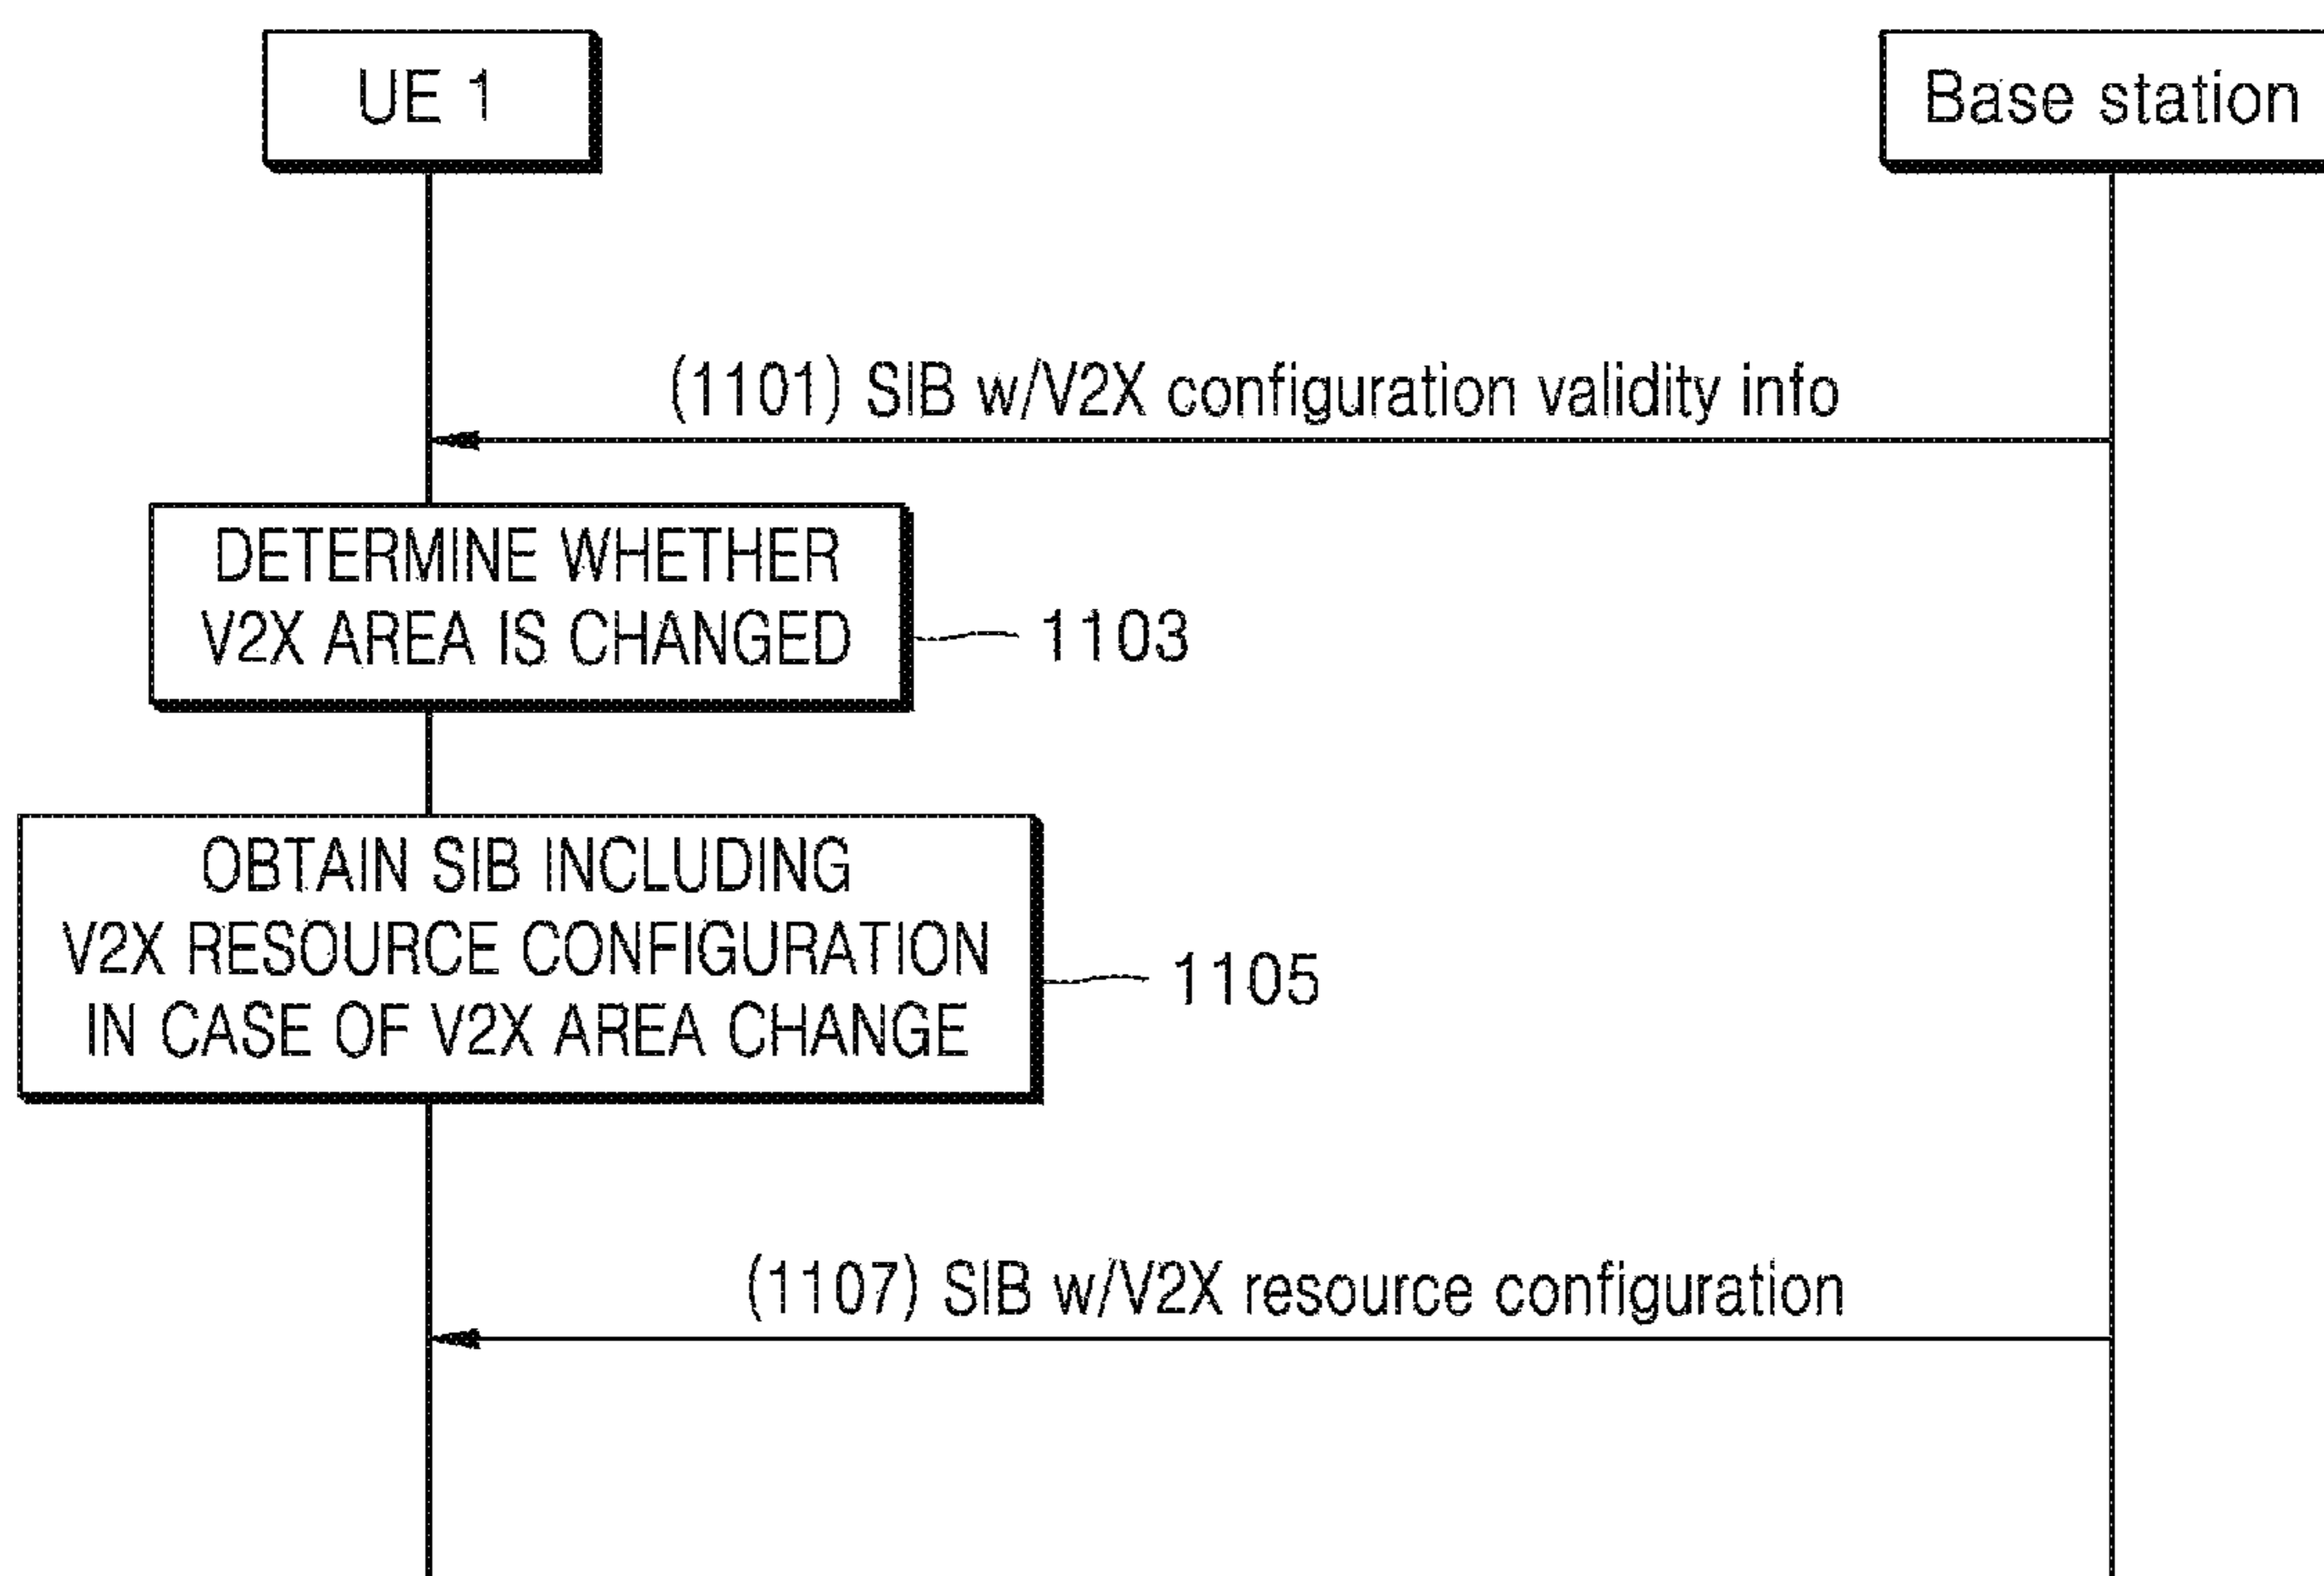 UE 1
Base station
(1101) SIB w/V2X configuration validity info
DETERMINE WHETHER
V2X AREA IS CHANGED
1103
OBTAIN SIB INCLUDING
V2X RESOURCE CONFIGURATION
IN CASE OF V2X AREA CHANGE
1105
(1107) SIB w/V2X resource configuration